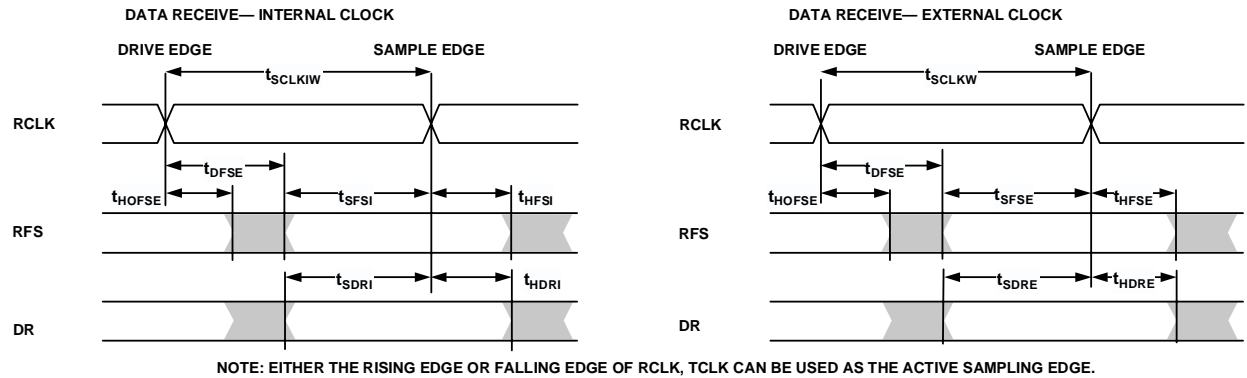 DATA RECEIVE— INTERNAL CLOCK
DRIVE EDGE
SAMPLE EDGE
tSCLKIW
RCLK
tDFSE
tHOFSE
tSFSI
tHFSI
RFS
tSDRI
tHDRI
DR
DATA RECEIVE— EXTERNAL CLOCK
DRIVE EDGE
SAMPLE EDGE
tSCLKW
RCLK
tDFSE
tHOFSE
tSFSE
tHFSE
RFS
tSDRE
tHDRE
DR
NOTE: EITHER THE RISING EDGE OR FALLING EDGE OF RCLK, TCLK CAN BE USED AS THE ACTIVE SAMPLING EDGE.